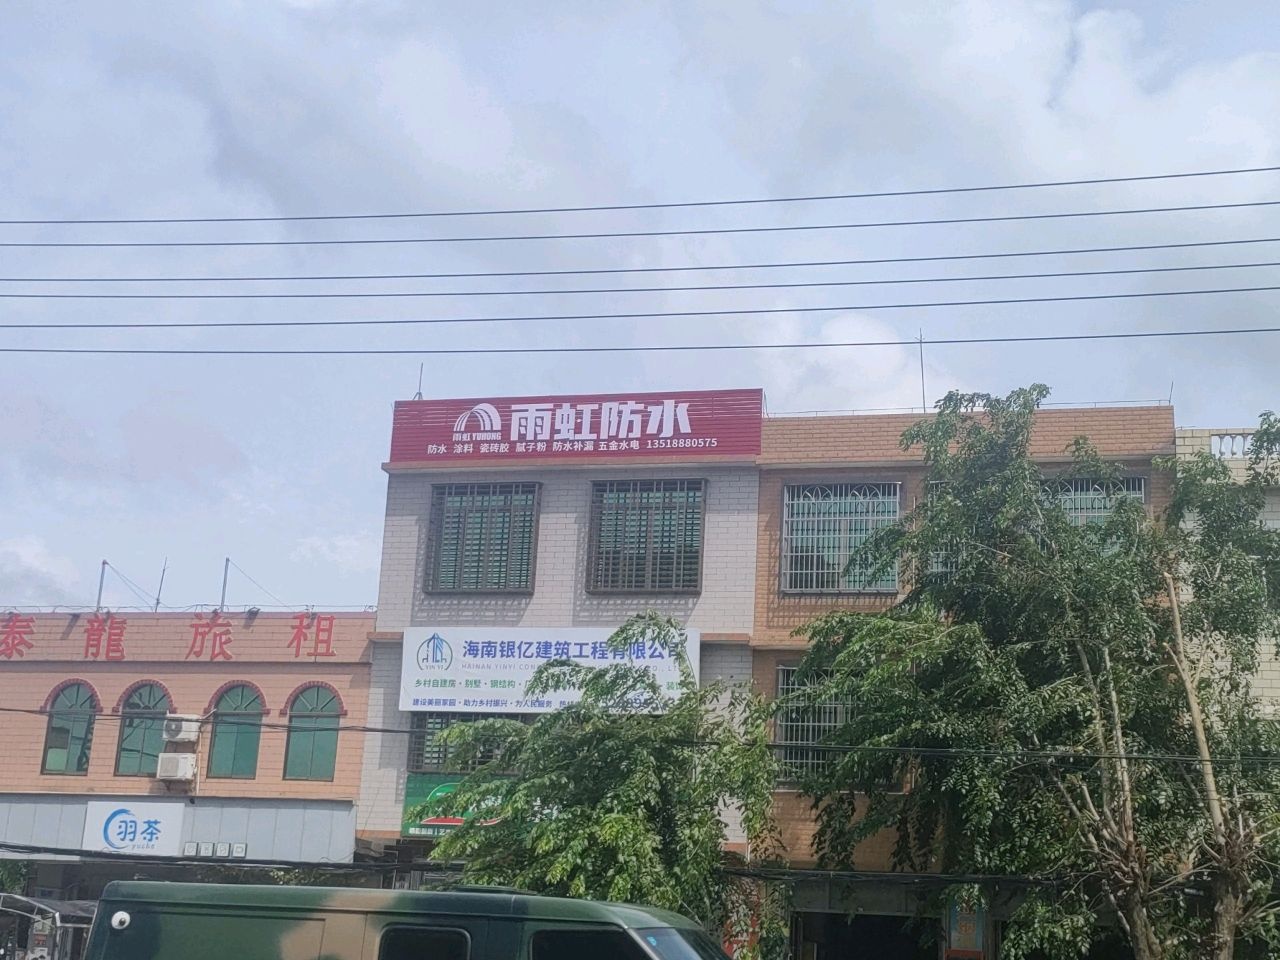 雨虹防水
雨虹 YUHONG
防水 涂料 瓷砖胶 腻子粉 防水补漏 五金水电 13518880575
泰龍旅租
YIN YI
海南银亿建筑工程有限公司
HAINAN YINYI
乡村自建房·别墅·钢结构·
建设美丽家园·助力乡村振兴·为人民服务
羽茶
yucha